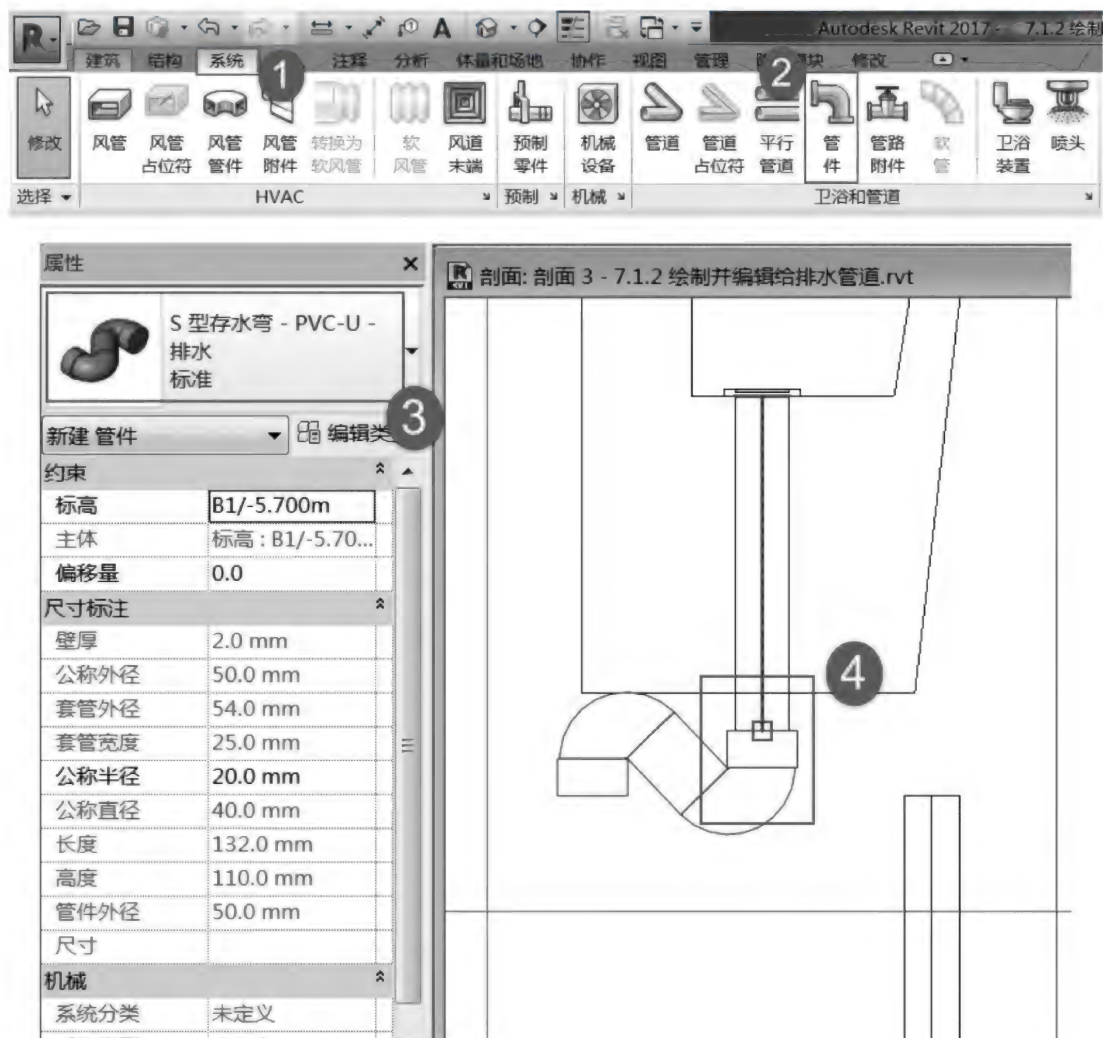 Autodesk Revit 2017 - 7.1.2 绘制
建筑 结构 系统 1 注释 分析 体量和场地 协作 视图 管理 2 块 修改
修改 风管 风管 风管 风管 转换为 软 风道 预制 机械 管道 管道 平行 管 管路 软 卫浴 喷头
占位符 管件 附件 软风管 风管 末端 零件 设备 占位符 管道 件 附件 管 装置
选择 HVAC 预制 机械 卫浴和管道
属性
S 型存水弯 - PVC-U -
排水
标准
3
新建 管件 编辑类
约束
标高 B1/-5.700m
主体 标高 : B1/-5.70...
偏移量 0.0
尺寸标注
壁厚 2.0 mm
公称外径 50.0 mm
套管外径 54.0 mm
套管宽度 25.0 mm
公称半径 20.0 mm
公称直径 40.0 mm
长度 132.0 mm
高度 110.0 mm
管件外径 50.0 mm
尺寸
机械
系统分类 未定义
剖面: 剖面 3 - 7.1.2 绘制并编辑给排水管道.rvt
4